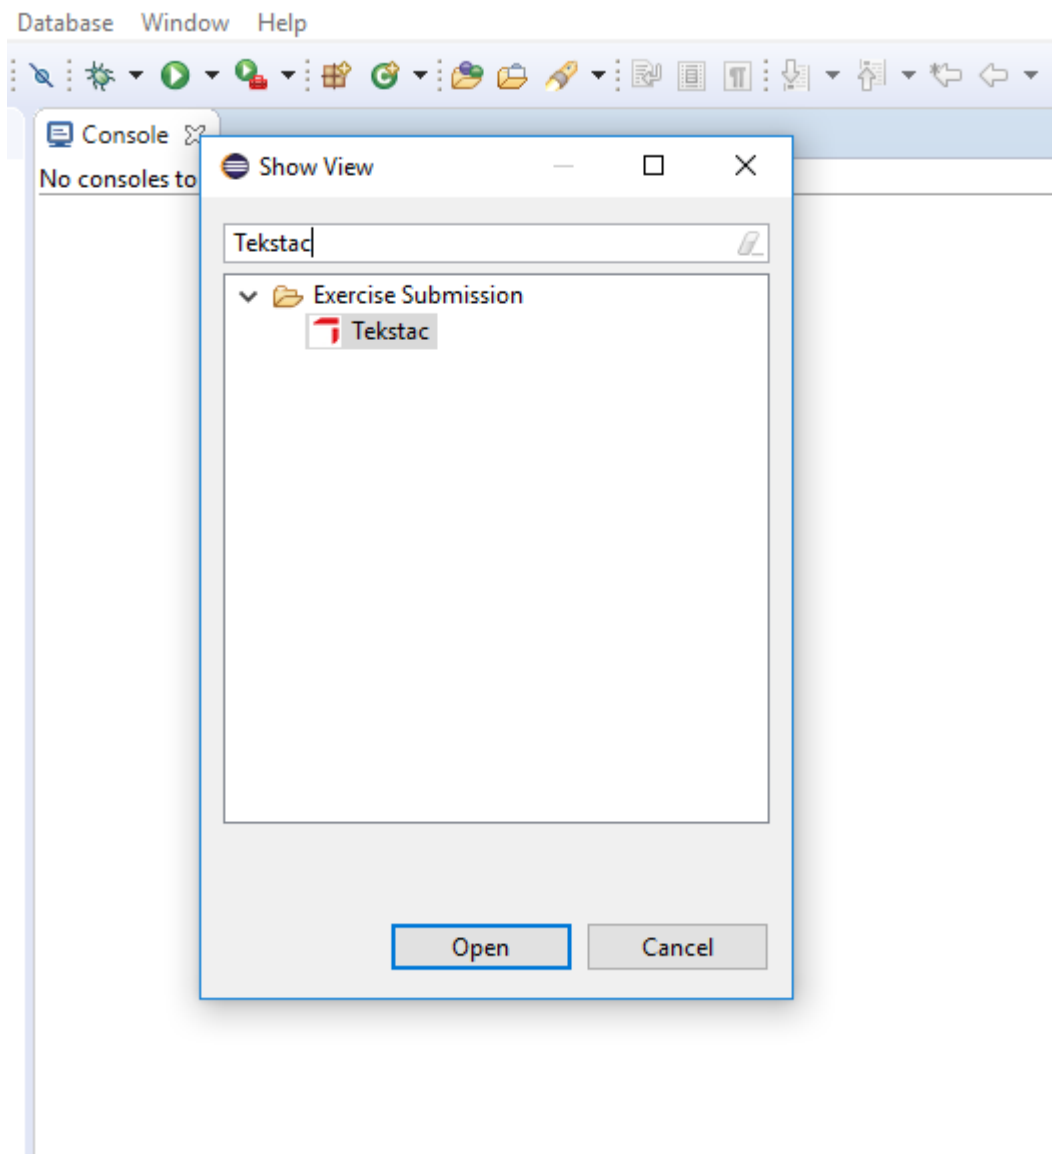 Database Window Help
Console
No consoles to
Show View
Tekstac
Exercise Submission
Tekstac
Open
Cancel